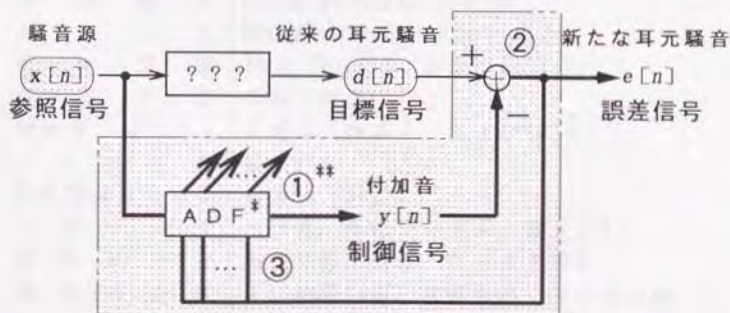 騒音源
従来の耳元騒音
新たな耳元騒音
x[n]
? ? ?
d[n]
+
②
e[n]
参照信号
目標信号
−
誤差信号
…
①**
付加音
ADF*
y[n]
制御信号
…
③